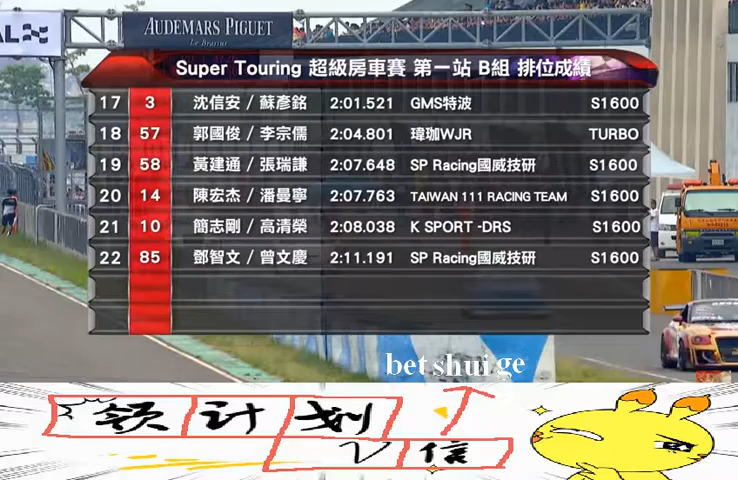 AUDEMARS PIGUET
Le Brassus
Super Touring 超級房車賽 第一站 B組 排位成績
17 3 沈信安 / 蘇彥銘 2:01.521 GMS特波 S1600
18 57 郭國俊 / 李宗儒 2:04.801 瑋珈WJR TURBO
19 58 黃建通 / 張瑞謙 2:07.648 SP Racing國威技研 S1600
20 14 陳宏杰 / 潘曼寧 2:07.763 TAIWAN 111 RACING TEAM S1600
21 10 簡志剛 / 高清榮 2:08.038 K SPORT -DRS S1600
22 85 鄧智文 / 曾文慶 2:11.191 SP Racing國威技研 S1600
bet shui ge
领计划
V信